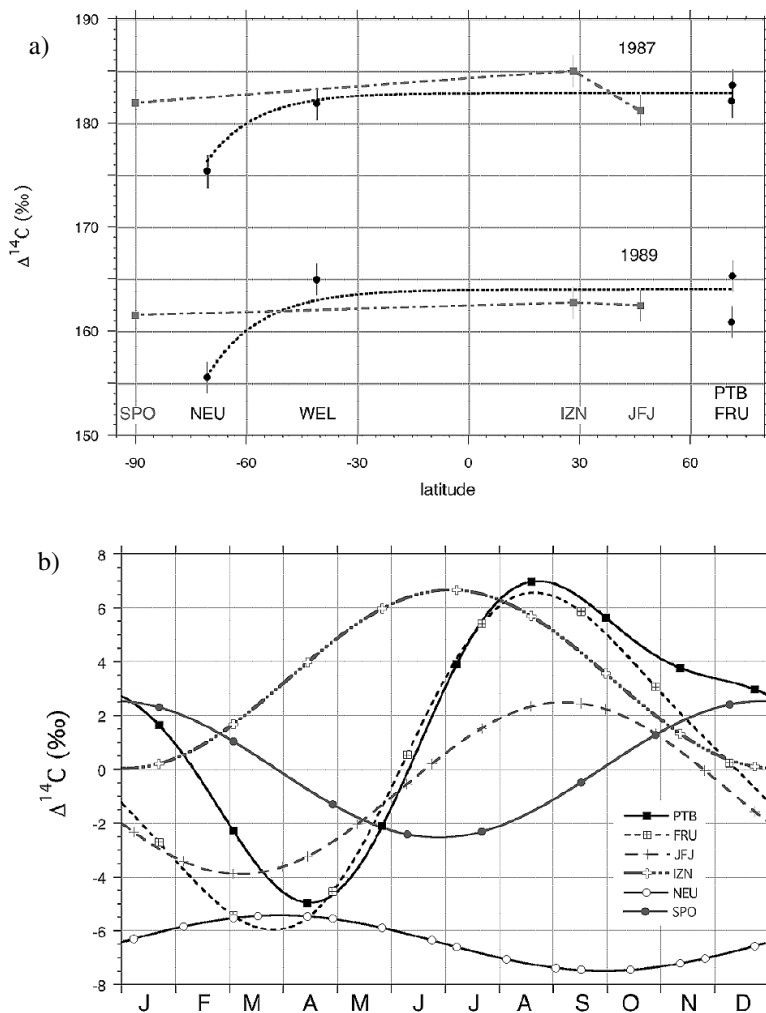 a)
190
180
170
160
150
Δ14C (‰)
1987
1989
SPO
NEU
WEL
IZN
JFJ
PTB
FRU
-90
-60
-30
0
30
60
latitude
b)
8
6
4
2
0
-2
-4
-6
-8
Δ14C (‰)
PTB
FRU
JFJ
IZN
NEU
SPO
J F M A M J J A S O N D